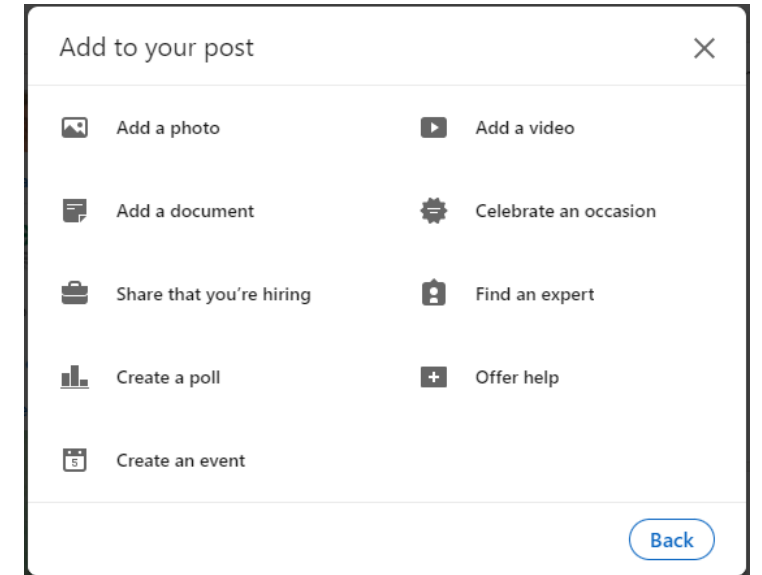 Add to your post
Add a photo
Add a video
Add a document
Celebrate an occasion
Share that you’re hiring
Find an expert
Create a poll
Offer help
5
Create an event
Back